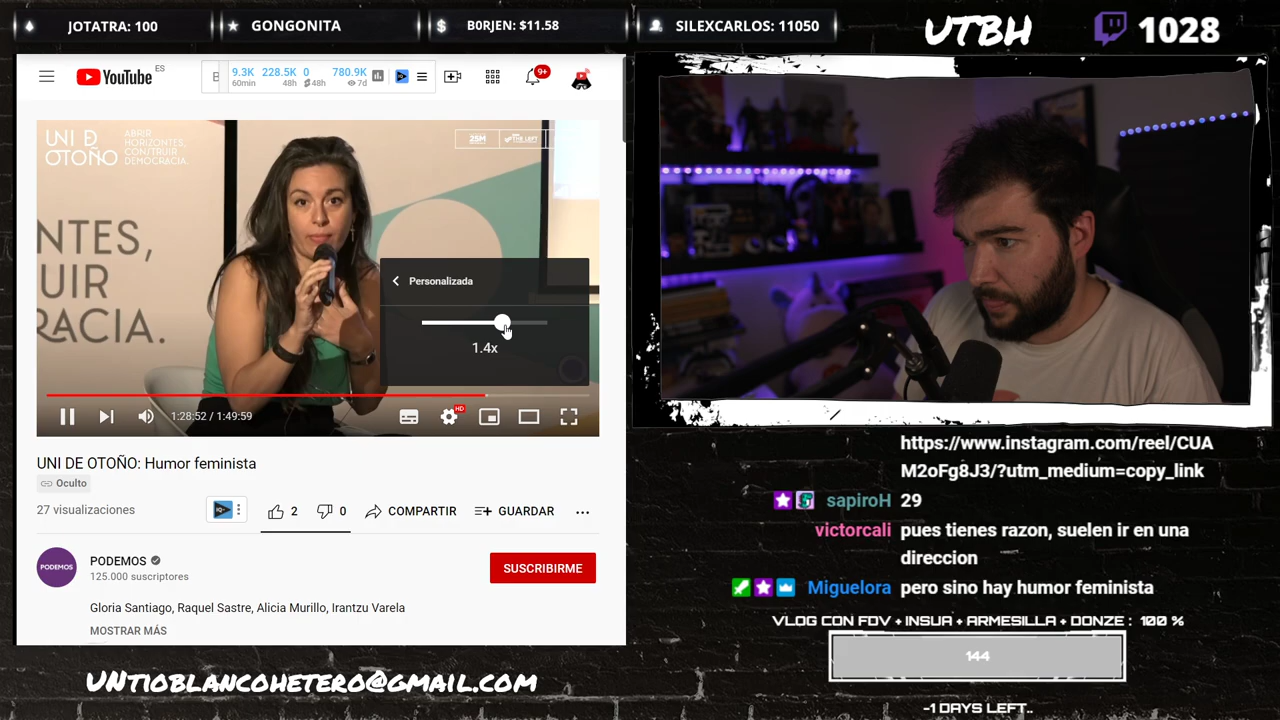 JOTATRA: 100
GONGONITA
B0RJEN: $11.58
SILEXCARLOS: 11050
UTBH
1028
YouTube ES
9.3K 228.5K 0 780.9K
60min 48h 48h 7d
9+
UNI D OTOÑO
ABRIR
HORIZONTES,
CONSTRUIR
DEMOCRACIA.
25M
THE LEFT
NTES,
UIR
RACIA.
Personalizada
1.4x
1:28:52 / 1:49:59
HD
UNI DE OTOÑO: Humor feminista
Oculto
27 visualizaciones
2
0
COMPARTIR
GUARDAR
PODEMOS
PODEMOS
125.000 suscriptores
SUSCRIBIRME
Gloria Santiago, Raquel Sastre, Alicia Murillo, Irantzu Varela
MOSTRAR MÁS
UNTIOBLANCOHETERO@GMAIL.COM
https://www.instagram.com/reel/CUA
M2oFg8J3/?utm_medium=copy_link
sapiroH 29
victorcali pues tienes razon, suelen ir en una
direccion
Miguelora pero sino hay humor feminista
VLOG CON FDV + INSUA + ARMESILLA + DONZE : 100 %
144
-1 DAYS LEFT..